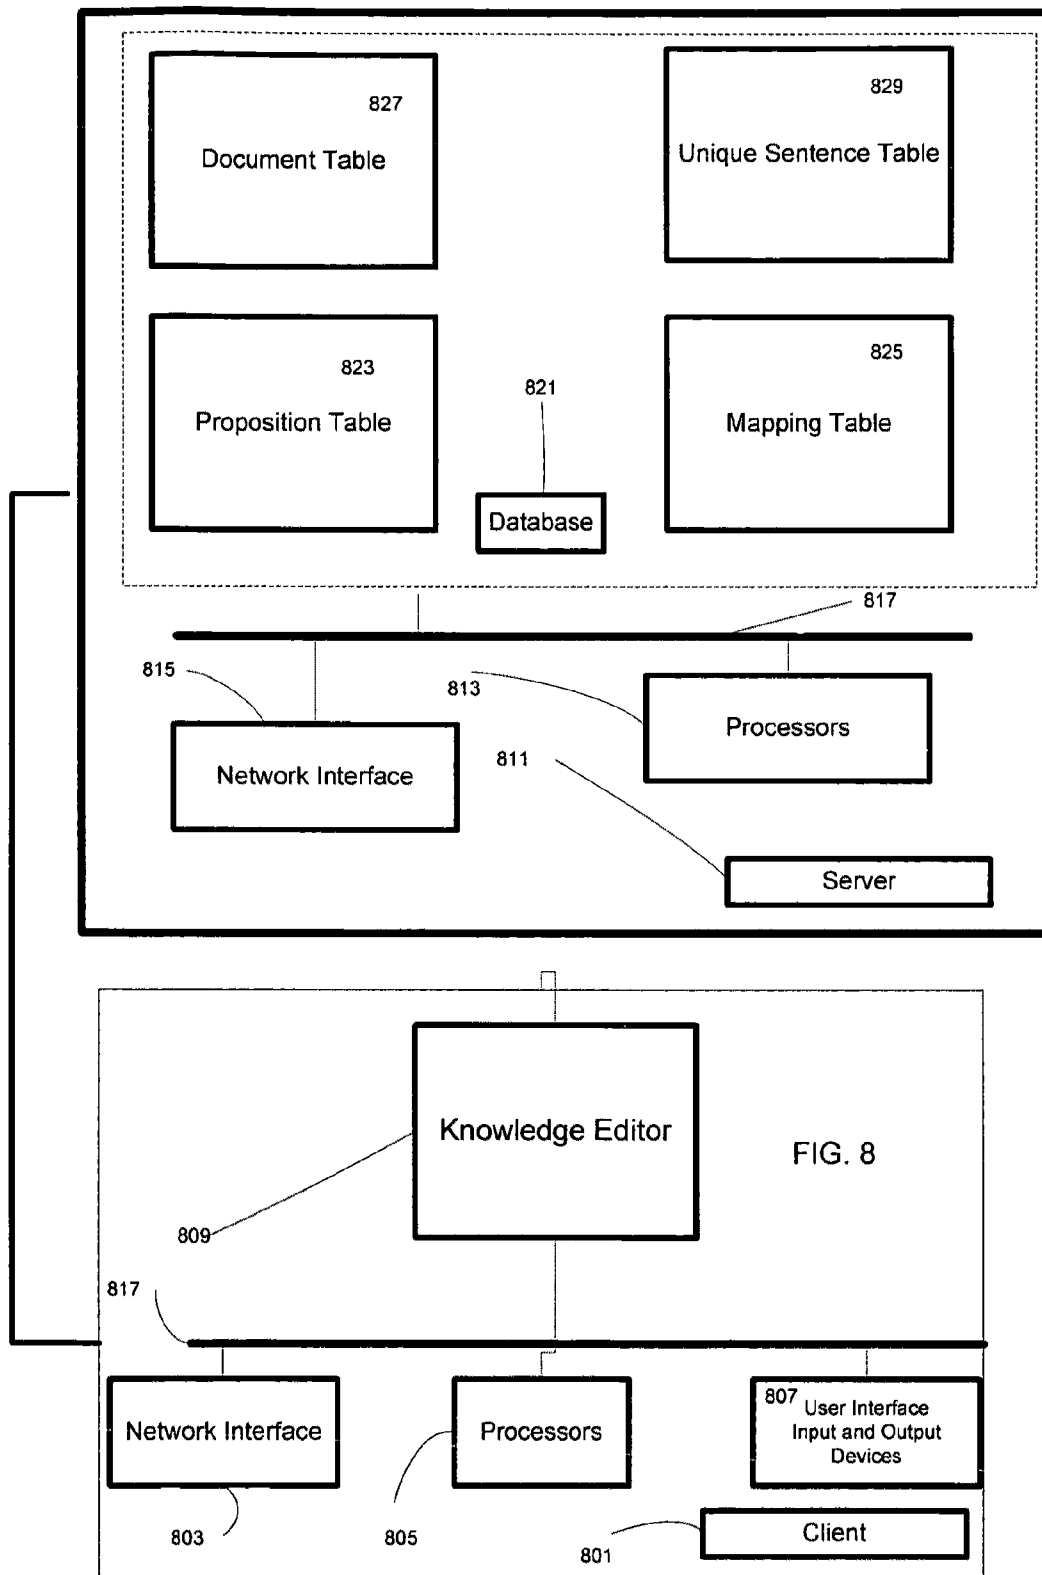 827
Document Table
829
Unique Sentence Table
823
Proposition Table
825
Mapping Table
821
Database
817
815
Network Interface
813
Processors
811
Server
Knowledge Editor
FIG. 8
809
817
Network Interface
803
Processors
805
807
User Interface
Input and Output
Devices
801
Client